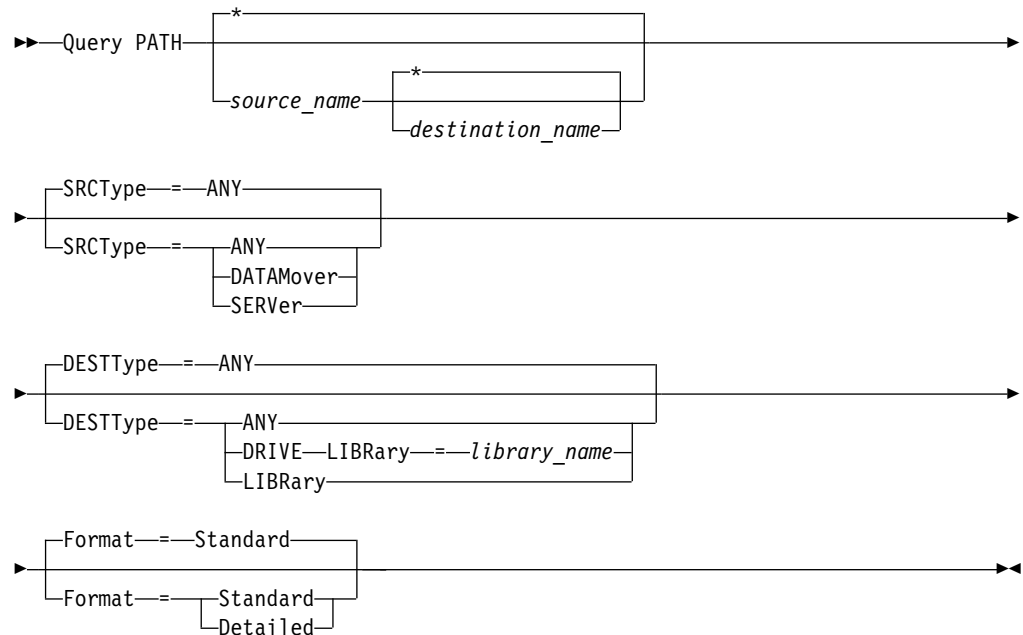 *
Query PATH
*
source_name
destination_name
SRCType = ANY
SRCType = ANY
DATAMover
SERVer
DESTType = ANY
DESTType = ANY
DRIVE LIBRary = library_name
LIBRary
Format = Standard
Format = Standard
Detailed